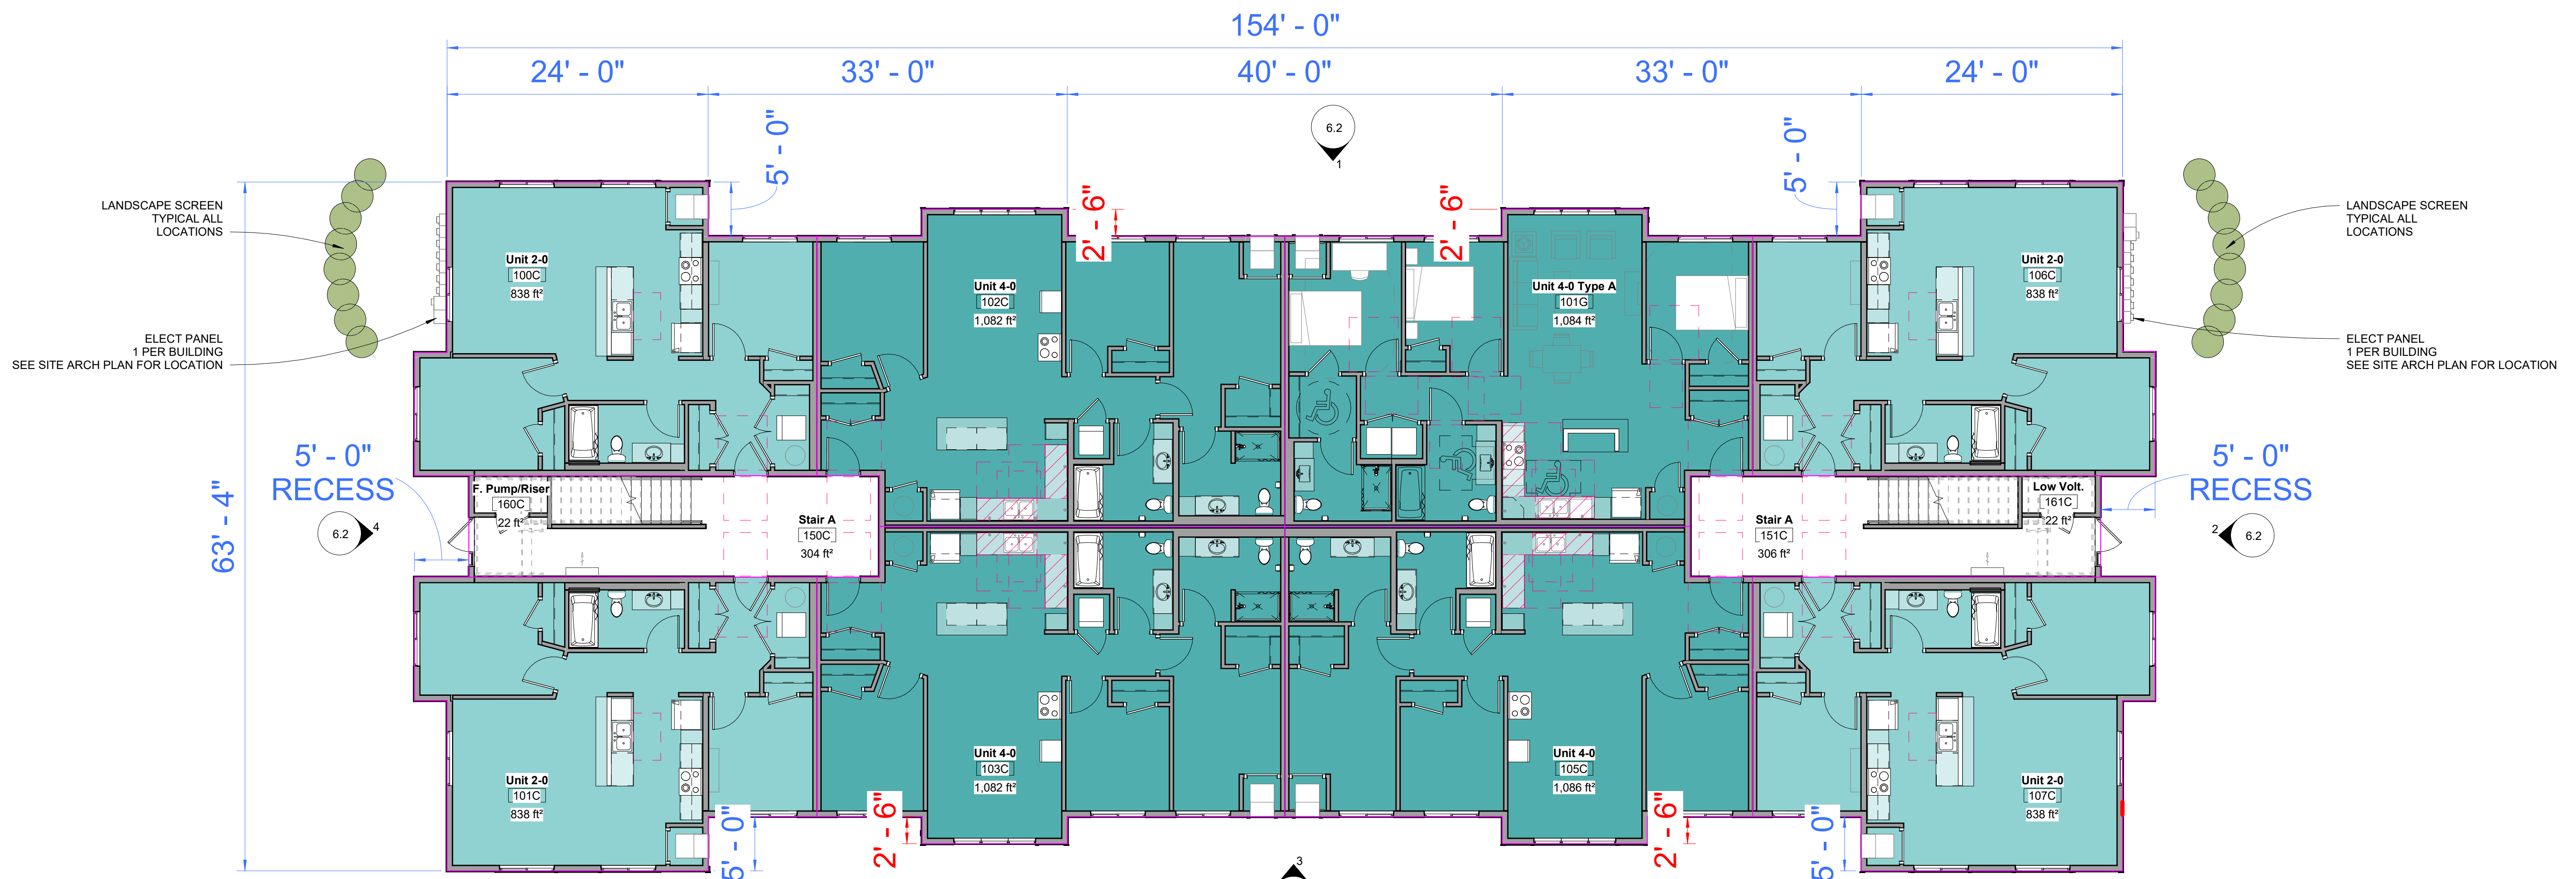 154' - 0"
24' - 0"
33' - 0"
40' - 0"
33' - 0"
24' - 0"
5' - 0"
6.2
1
5' - 0"
2' - 6"
2' - 6"
LANDSCAPE SCREEN
TYPICAL ALL
LOCATIONS
LANDSCAPE SCREEN
TYPICAL ALL
LOCATIONS
Unit 2-0
100C
838 ft²
Unit 4-0
102C
1,082 ft²
Unit 4-0 Type A
101G
1,084 ft²
Unit 2-0
106C
838 ft²
ELECT PANEL
1 PER BUILDING
SEE SITE ARCH PLAN FOR LOCATION
ELECT PANEL
1 PER BUILDING
SEE SITE ARCH PLAN FOR LOCATION
63' - 4"
5' - 0"
RECESS
5' - 0"
RECESS
6.2
4
F. Pump/Riser
160C
22 ft²
Stair A
150C
304 ft²
Stair A
151C
306 ft²
Low Volt.
161C
22 ft²
2
6.2
Unit 2-0
101C
838 ft²
Unit 4-0
103C
1,082 ft²
Unit 4-0
105C
1,086 ft²
Unit 2-0
107C
838 ft²
5' - 0"
2' - 6"
2' - 6"
5' - 0"
3